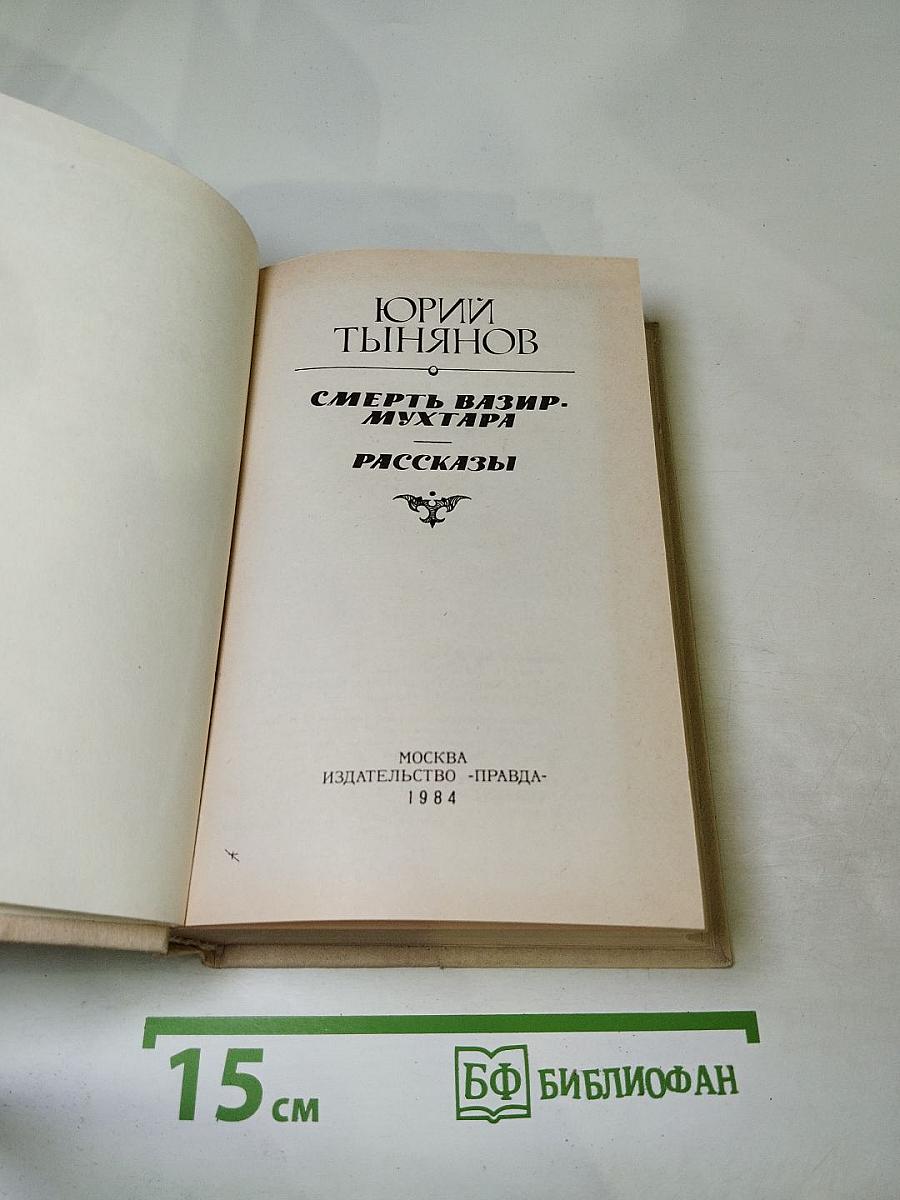 ЮРИЙ
ТЫНЯНОВ
СМЕРТЬ ВАЗИР-
МУХТАРА
РАССКАЗЫ
МОСКВА
ИЗДАТЕЛЬСТВО «ПРАВДА»
1984
15 см
БФ БИБЛИОФАН